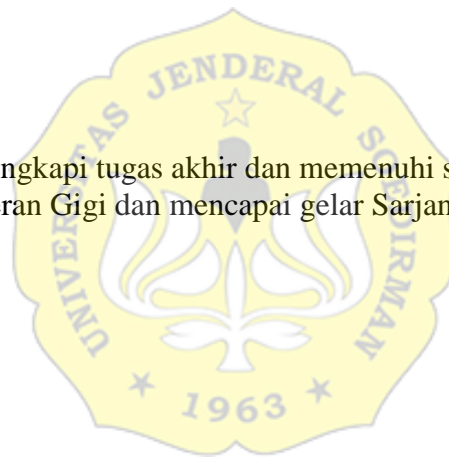 UNIVERSITAS JENDERAL SOEDIRMAN
ngkapi tugas akhir dan memenuhi s
ran Gigi dan mencapai gelar Sarjan
1963